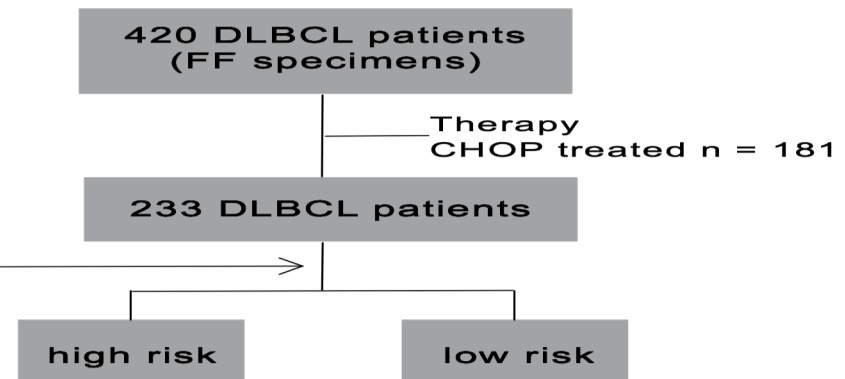 420 DLBCL patients
(FF specimens)
Therapy
CHOP treated n = 181
233 DLBCL patients
high risk
low risk